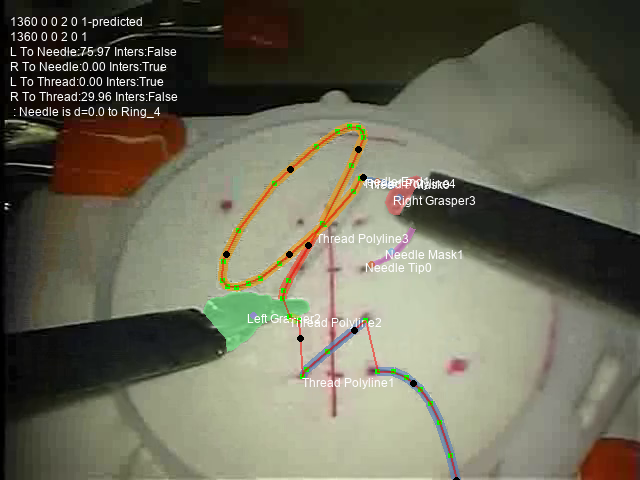 1360 0 0 2 0 1-predicted
1360 0 0 2 0 1
L To Needle:75.97 Inters:False
R To Needle:0.00 Inters:True
L To Thread:0.00 Inters:True
R To Thread:29.96 Inters:False
: Needle is d=0.0 to Ring_4
Right Grasper3
Thread Polyline3
Needle Mask1
Needle Tip0
Left Grasper2
Thread Polyline2
Thread Polyline1